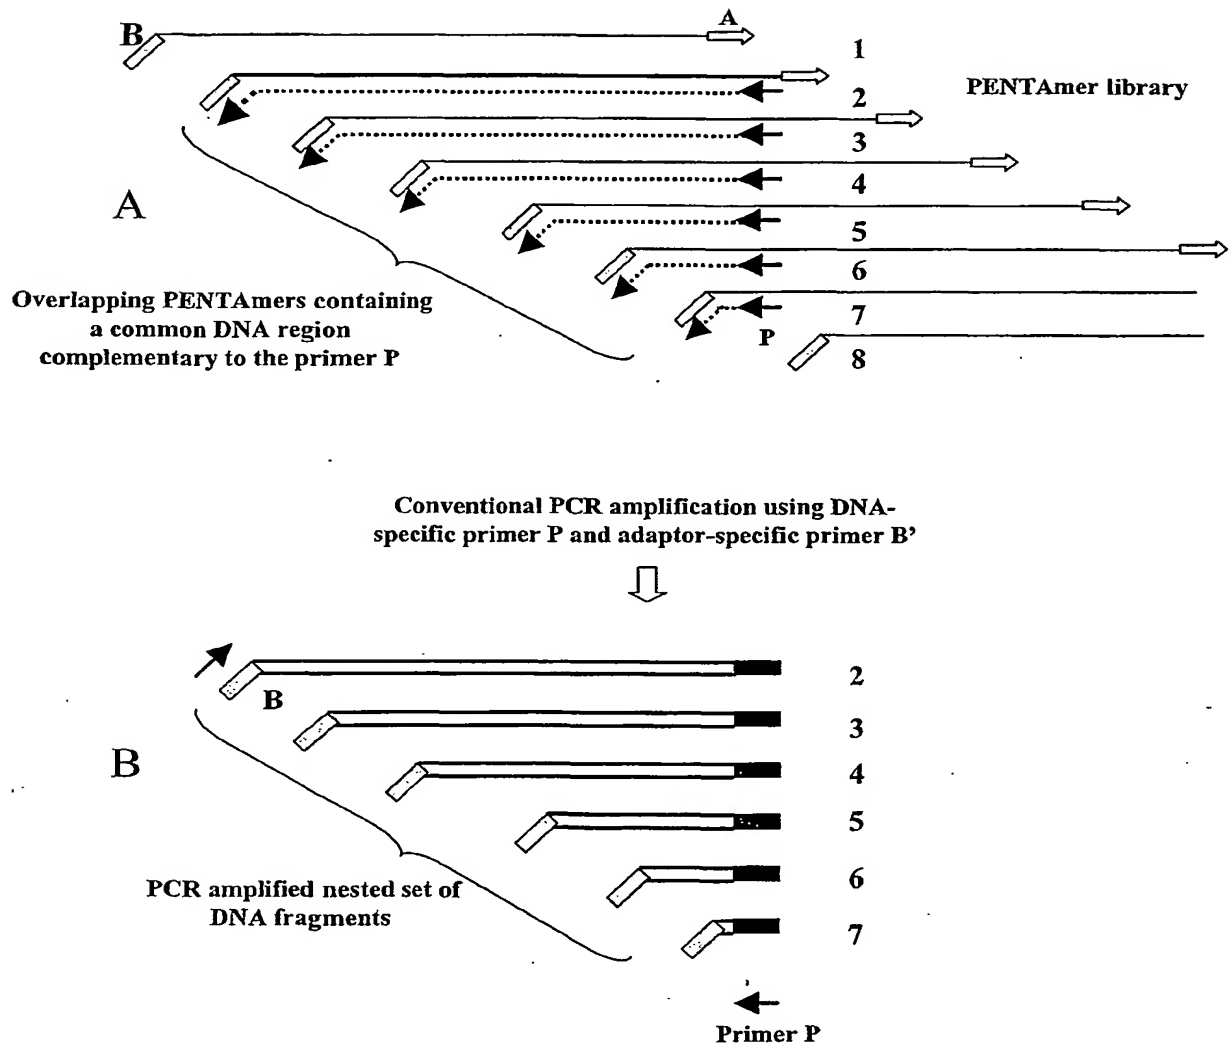 B
A
1
2
PENTAmer library
3
4
A
5
6
Overlapping PENTAmers containing
a common DNA region
complementary to the primer P
7
P
8
Conventional PCR amplification using DNA-
specific primer P and adaptor-specific primer B’
2
B
3
B
4
5
PCR amplified nested set of
DNA fragments
6
7
Primer P